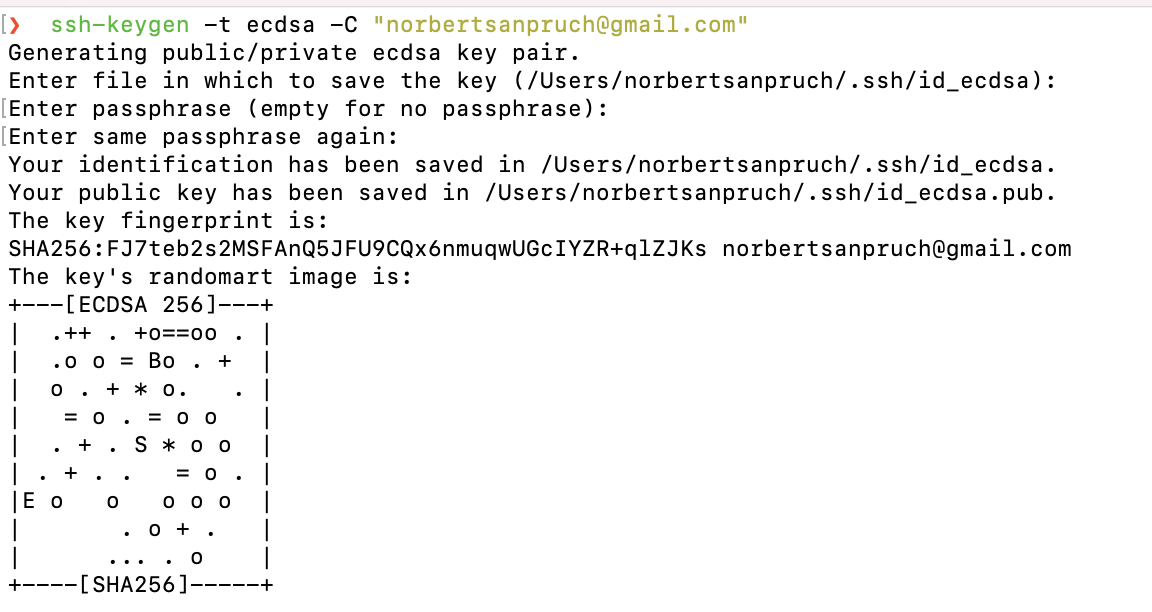 ❯  ssh-keygen -t ecdsa -C "norbertsanpruch@gmail.com"
Generating public/private ecdsa key pair.
Enter file in which to save the key (/Users/norbertsanpruch/.ssh/id_ecdsa):
Enter passphrase (empty for no passphrase):
Enter same passphrase again:
Your identification has been saved in /Users/norbertsanpruch/.ssh/id_ecdsa.
Your public key has been saved in /Users/norbertsanpruch/.ssh/id_ecdsa.pub.
The key fingerprint is:
SHA256:FJ7teb2s2MSFAnQ5JFU9CQx6nmuqwUGcIYZR+qlZJKs norbertsanpruch@gmail.com
The key's randomart image is:
+---[ECDSA 256]---+
|  .++ . +o==oo . |
|  .o o = Bo . +  |
|  o . + * o.   . |
|   = o . = o o   |
|  . + . S * o o  |
| . + . .   = o . |
|E o   o   o o o  |
|       . o + .   |
|      ... . o    |
+----[SHA256]-----+